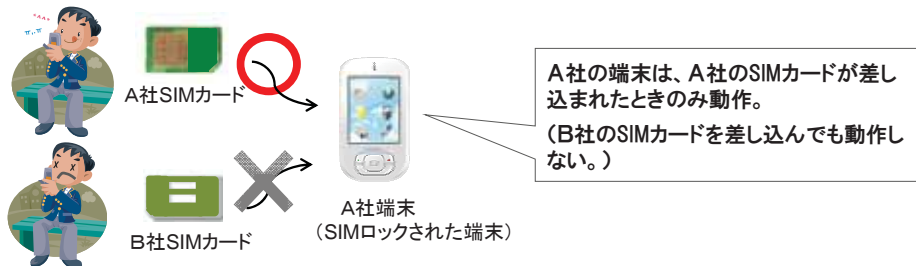 A社SIMカード
A社の端末は、A社のSIMカードが差し
込まれたときのみ動作。
(B社のSIMカードを差し込んでも動作し
ない。)
B社SIMカード
A社端末
(SIMロックされた端末)